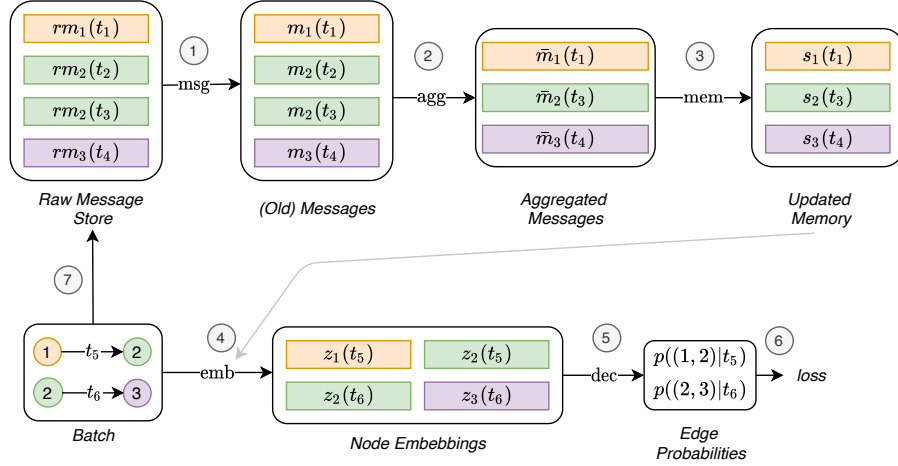 rm₁(t₁)
rm₂(t₂)
rm₂(t₃)
rm₃(t₄)
Raw Message
Store
1
msg
m₁(t₁)
m₂(t₂)
m₂(t₃)
m₃(t₄)
(Old) Messages
2
agg
m̄₁(t₁)
m̄₂(t₃)
m̄₃(t₄)
Aggregated
Messages
3
mem
s₁(t₁)
s₂(t₃)
s₃(t₄)
Updated
Memory
7
1 t₅ 2
2 t₆ 3
Batch
4
emb
z₁(t₅) z₂(t₅)
z₂(t₆) z₃(t₆)
Node Embebbings
5
dec
p((1, 2)|t₅)
p((2, 3)|t₆)
Edge
Probabilities
6
loss